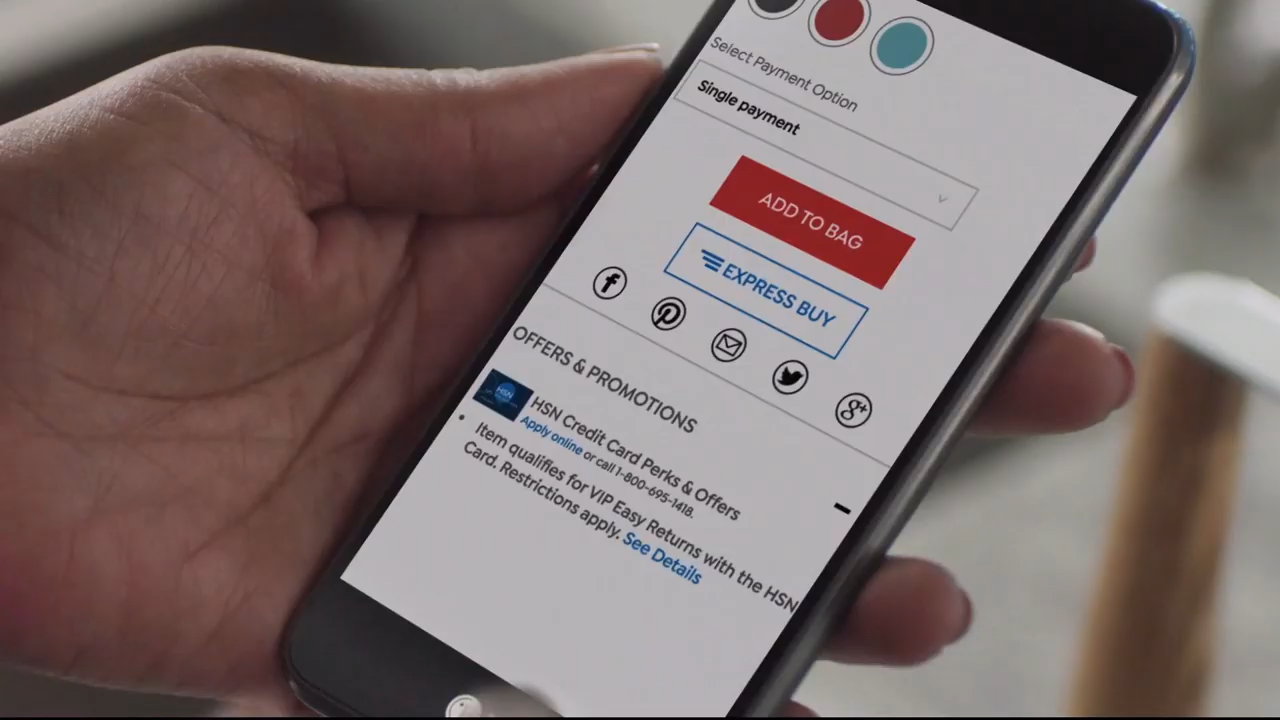 Select Payment Option
Single payment
ADD TO BAG
EXPRESS BUY
OFFERS & PROMOTIONS
HSN
HSN Credit Card Perks & Offers
Apply online or call 1-800-695-1418.
Item qualifies for VIP Easy Returns with the HSN
Card. Restrictions apply. See Details